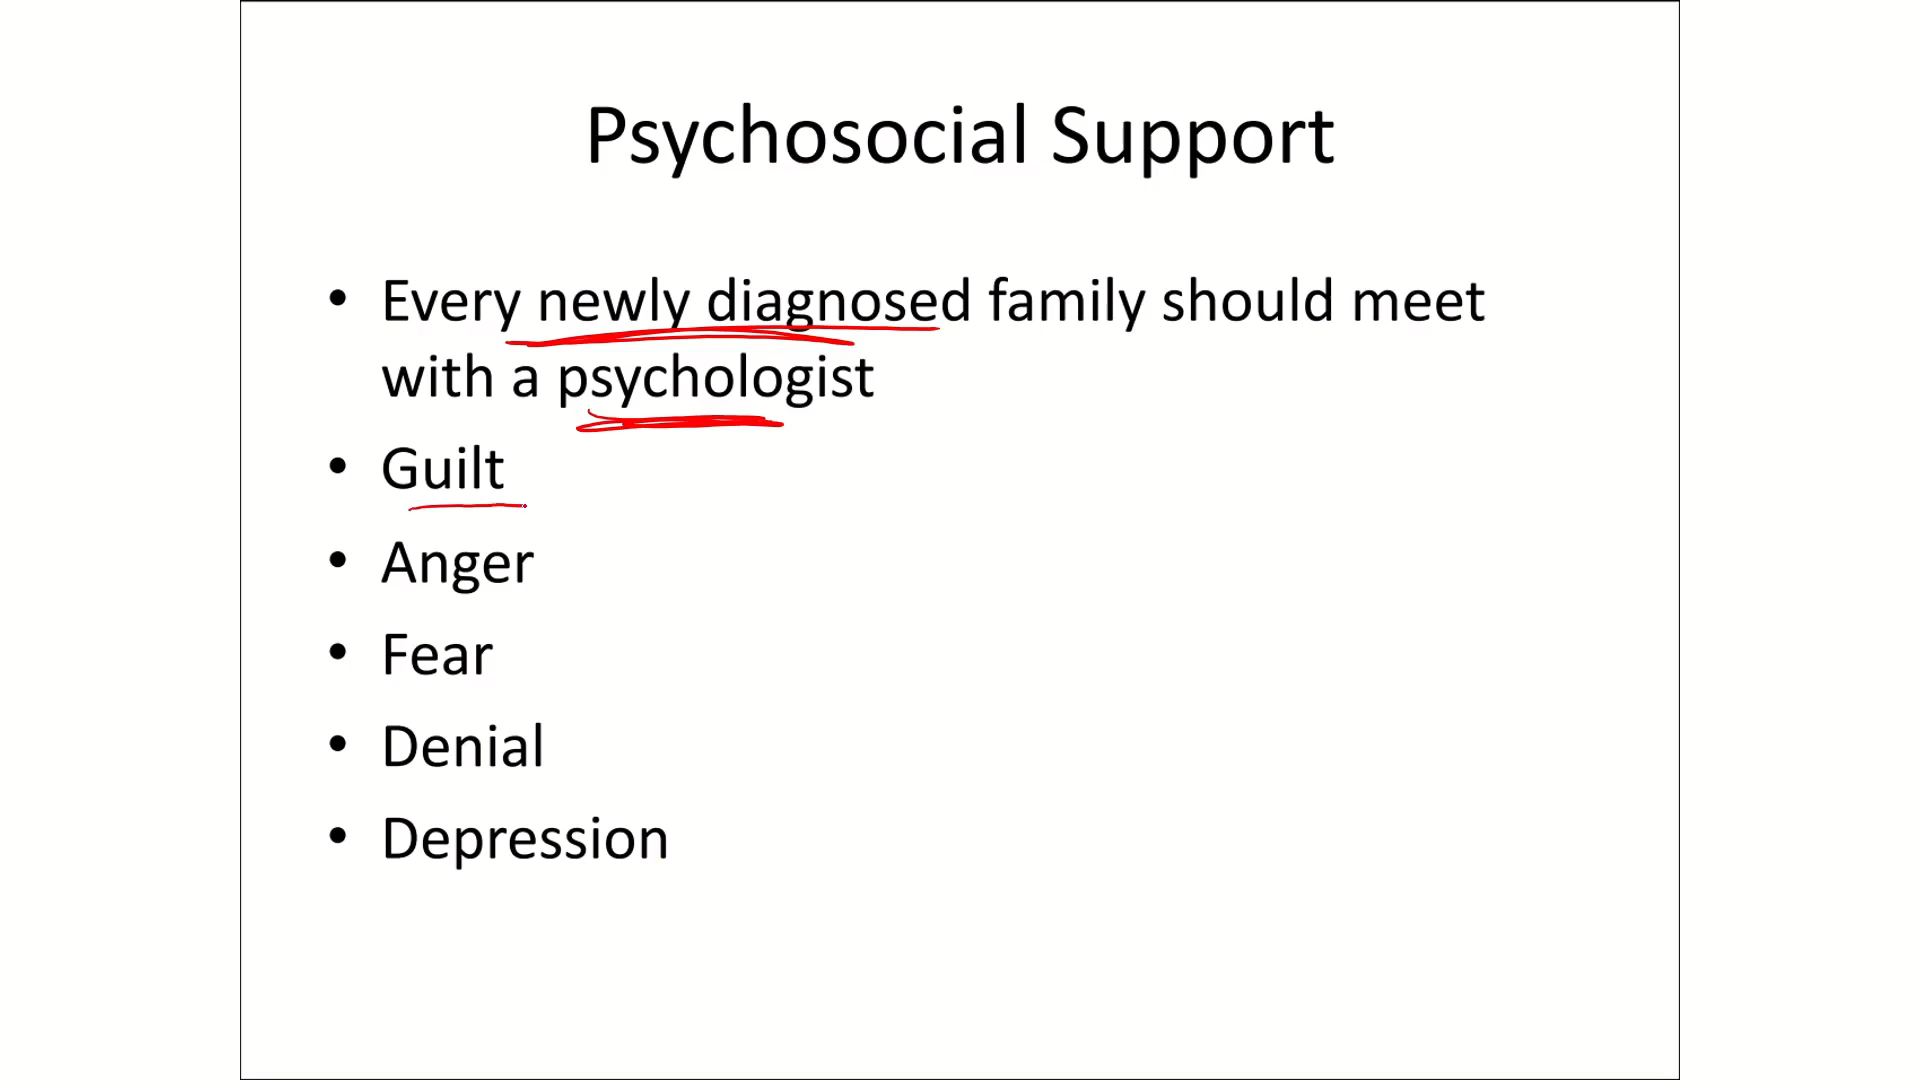 Psychosocial Support
• Every newly diagnosed family should meet
with a psychologist
• Guilt
• Anger
• Fear
• Denial
• Depression